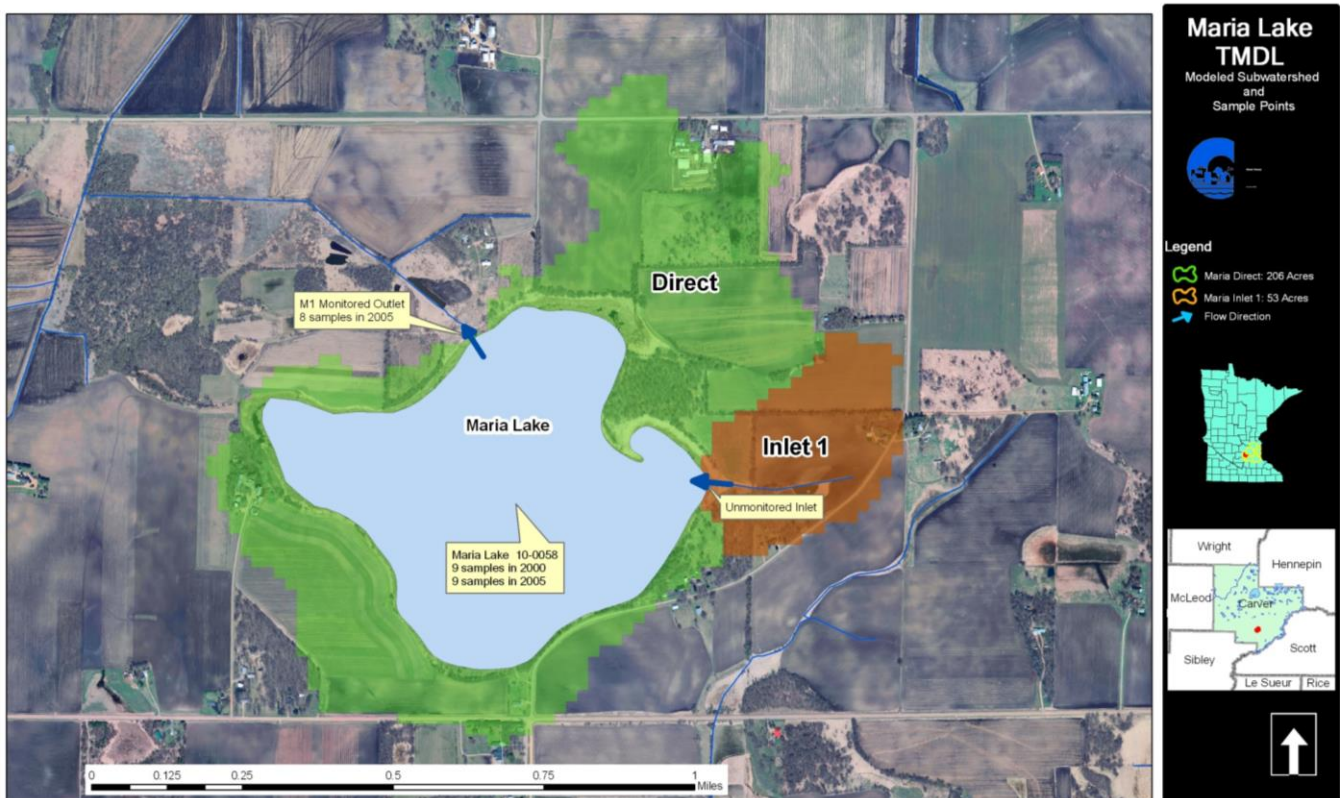 Maria Lake
TMDL
Modeled Subwatershed
and
Sample Points
Legend
Maria Direct: 206 Acres
Maria Inlet 1: 53 Acres
Flow Direction
Direct
M1 Monitored Outlet
8 samples in 2005
Maria Lake
Inlet 1
Unmonitored Inlet
Maria Lake 10-0058
9 samples in 2000
9 samples in 2005
0 0.125 0.25 0.5 0.75 1
Miles
Wright
Hennepin
McLeod
Carver
Scott
Sibley
Le Sueur
Rice